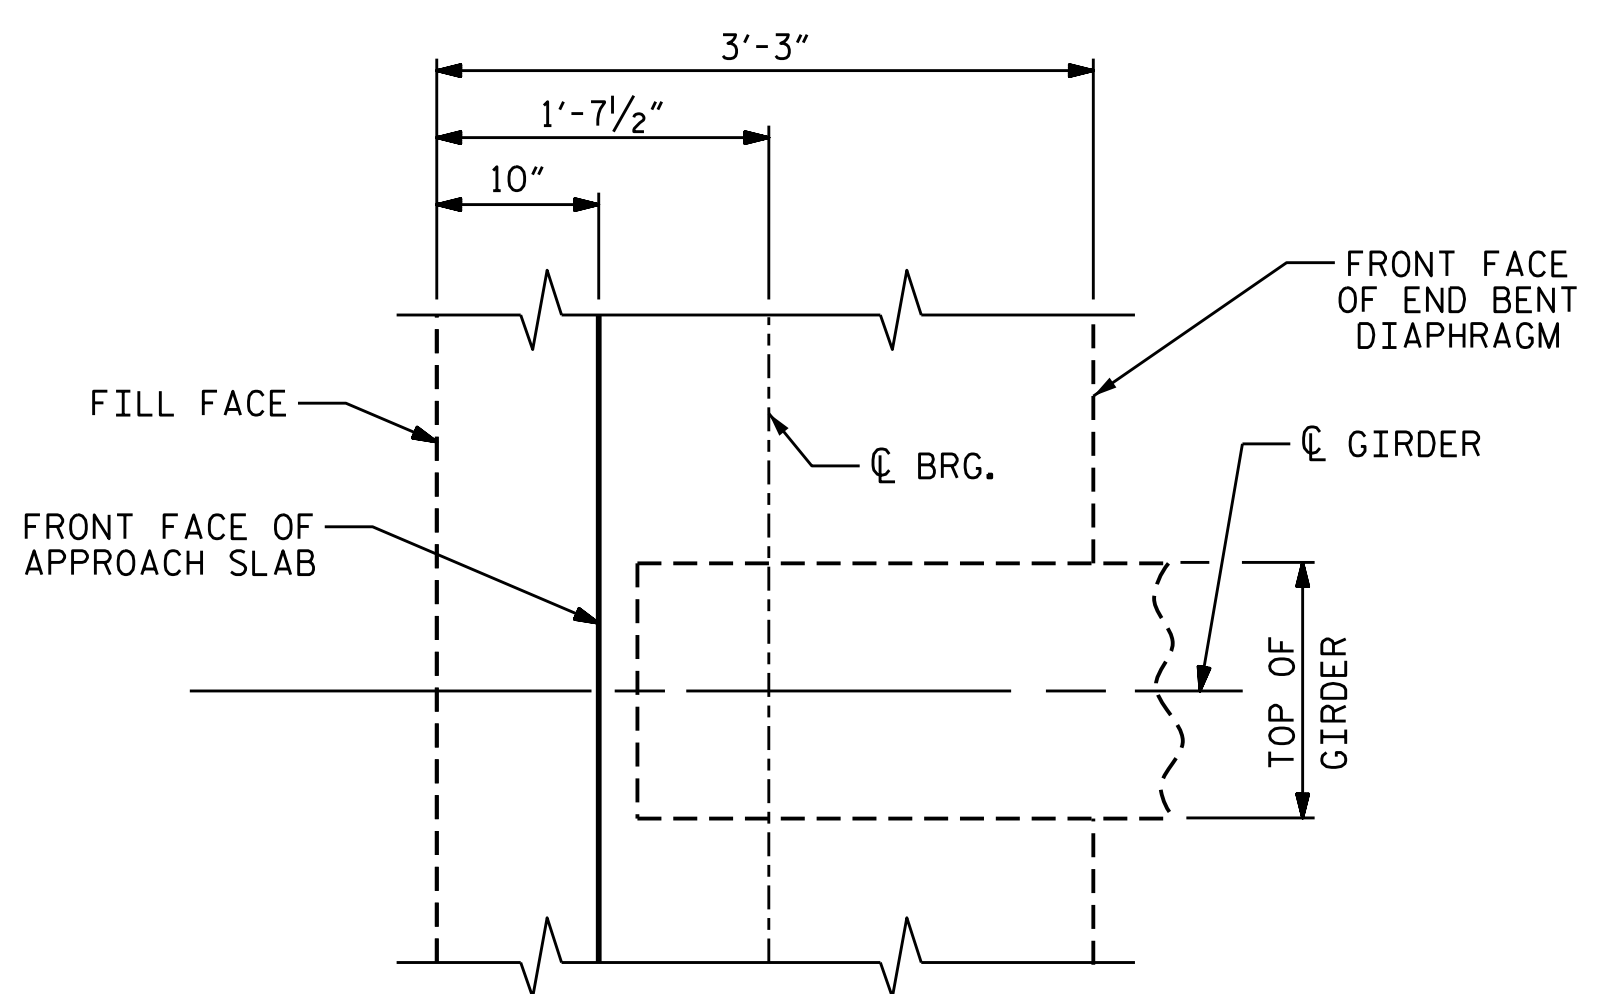 3'-3"
1'-7½"
10"
FRONT FACE
OF END BENT
DIAPHRAGM
FILL FACE
℄ GIRDER
℄ BRG.
FRONT FACE OF
APPROACH SLAB
TOP OF
GIRDER